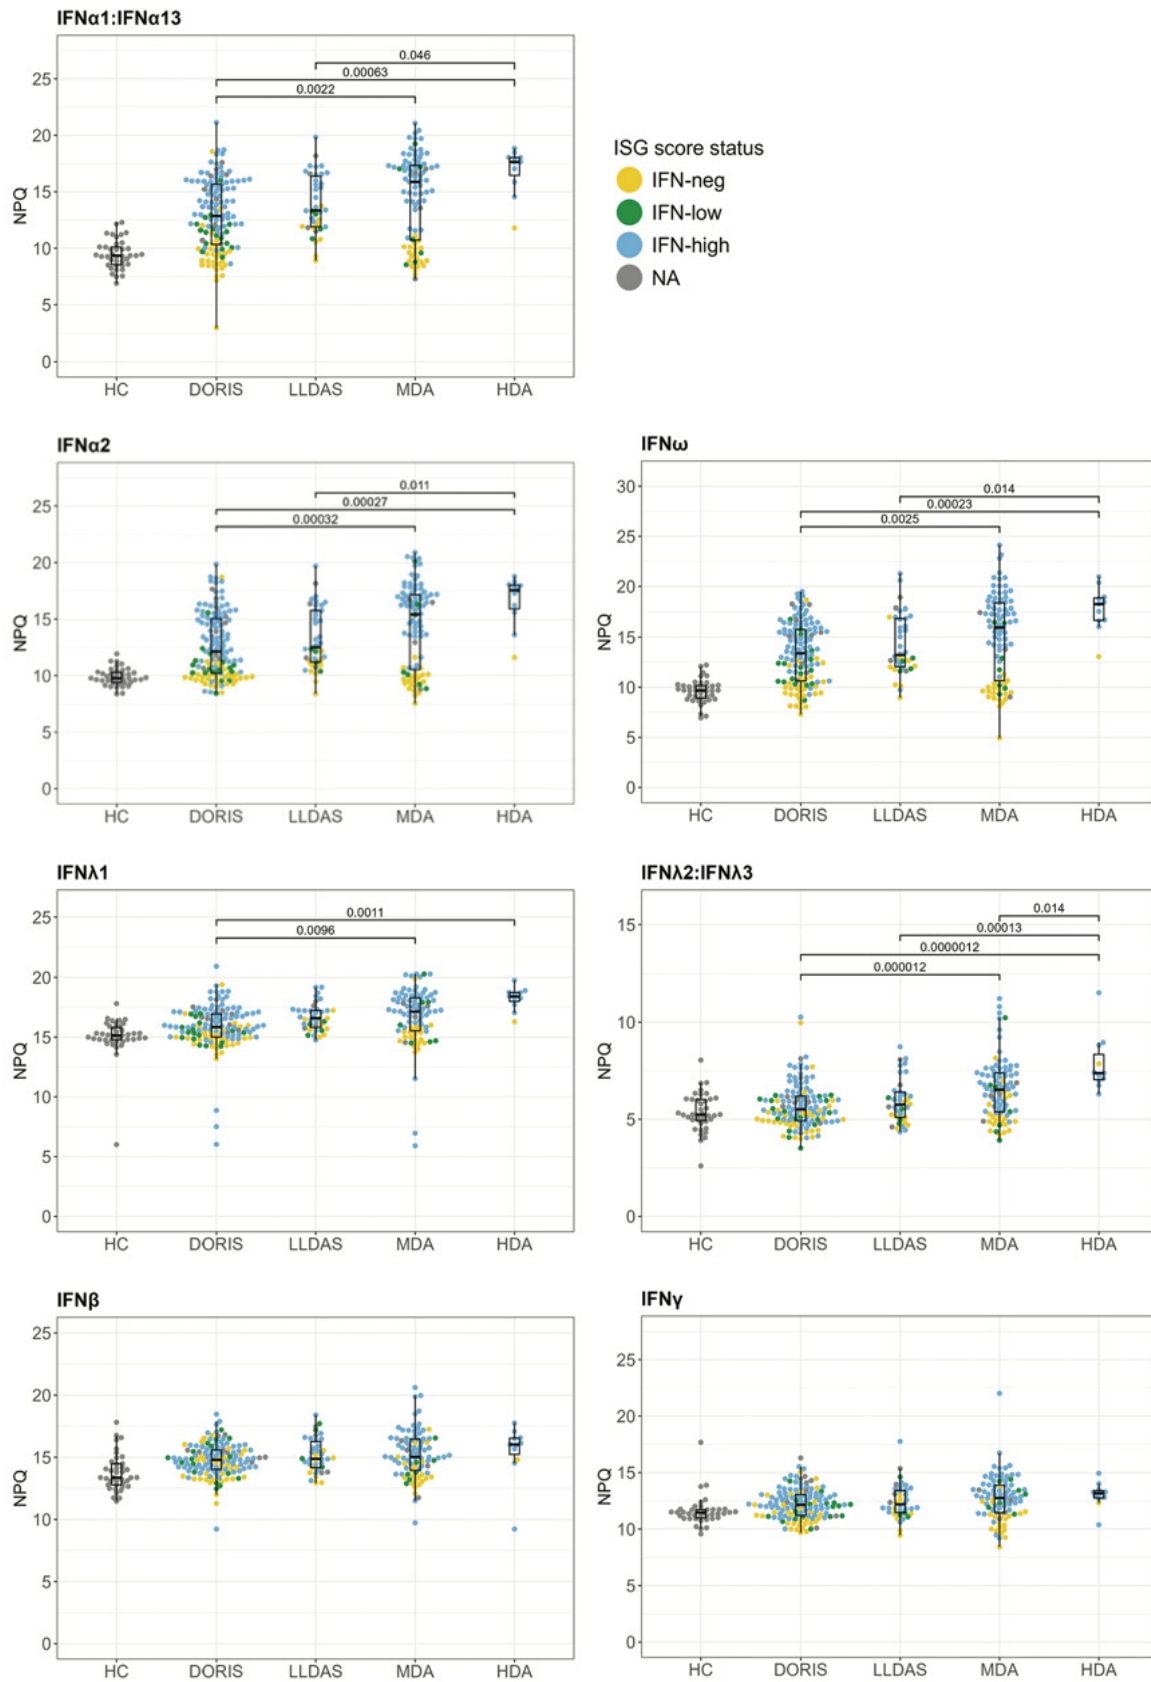 IFNα1:IFNα13
0.046
0.00063
0.0022
25
20
15
10
5
0
NPQ
HC DORIS LLDAS MDA HDA
ISG score status
IFN-neg
IFN-low
IFN-high
NA
IFNα2
0.011
0.00027
0.00032
25
20
15
10
5
0
NPQ
HC DORIS LLDAS MDA HDA
IFNω
0.014
0.00023
0.0025
30
25
20
15
10
5
0
NPQ
HC DORIS LLDAS MDA HDA
IFNλ1
0.0011
0.0096
25
20
15
10
5
0
NPQ
HC DORIS LLDAS MDA HDA
IFNλ2:IFNλ3
0.014
0.00013
0.0000012
0.000012
15
10
5
0
NPQ
HC DORIS LLDAS MDA HDA
IFNβ
25
20
15
10
5
0
NPQ
HC DORIS LLDAS MDA HDA
IFNγ
25
20
15
10
5
0
NPQ
HC DORIS LLDAS MDA HDA